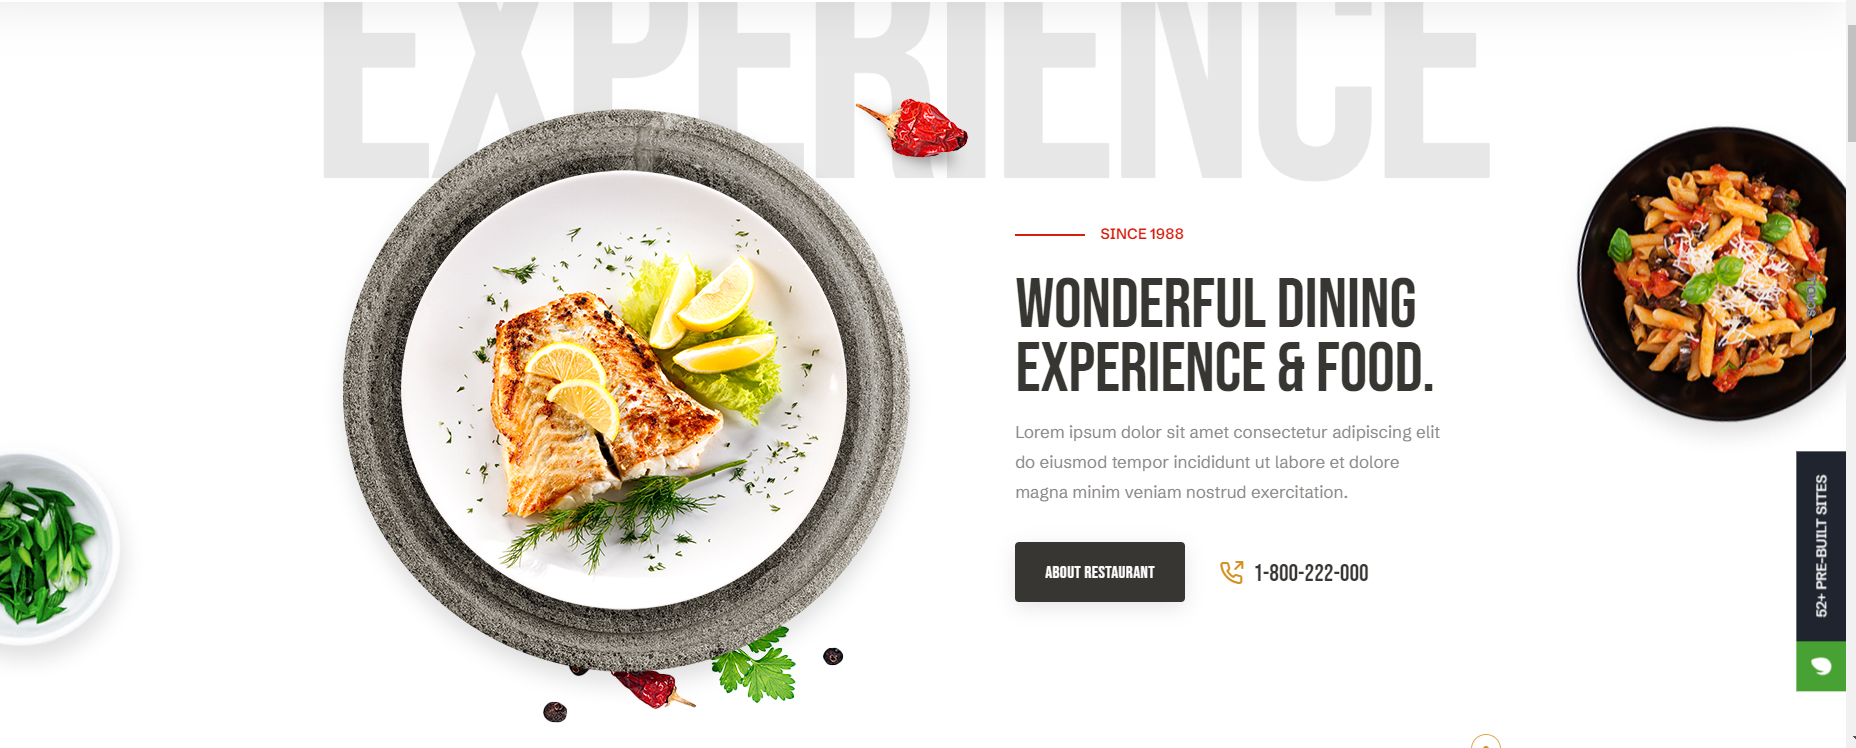 EXPERIENCE
SINCE 1988
WONDERFUL DINING
EXPERIENCE & FOOD.
Lorem ipsum dolor sit amet consectetur adipiscing elit
do eiusmod tempor incididunt ut labore et dolore
magna minim veniam nostrud exercitation.
ABOUT RESTAURANT
1-800-222-000
SCROLL
52+ PRE-BUILT SITES